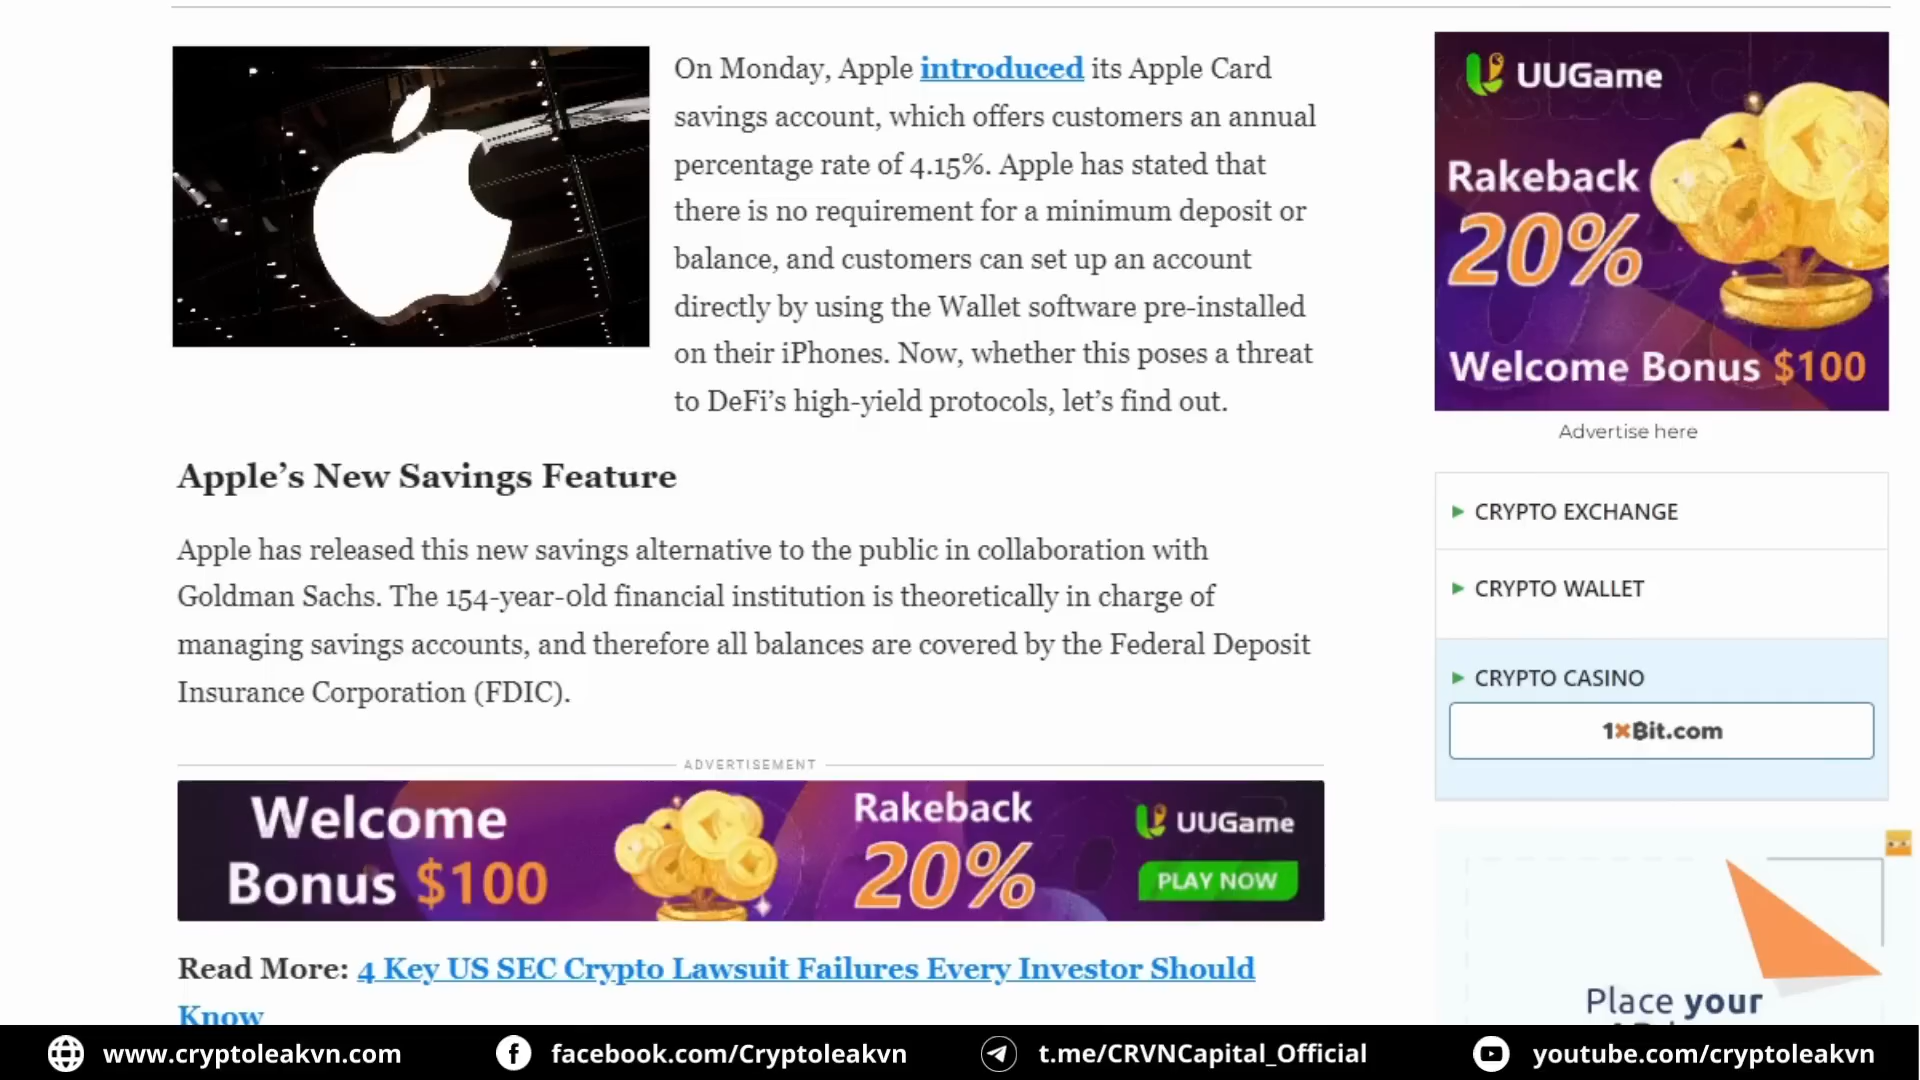 On Monday, Apple introduced its Apple Card
savings account, which offers customers an annual
percentage rate of 4.15%. Apple has stated that
there is no requirement for a minimum deposit or
balance, and customers can set up an account
directly by using the Wallet software pre-installed
on their iPhones. Now, whether this poses a threat
to DeFi’s high-yield protocols, let’s find out.
Apple’s New Savings Feature
Apple has released this new savings alternative to the public in collaboration with
Goldman Sachs. The 154-year-old financial institution is theoretically in charge of
managing savings accounts, and therefore all balances are covered by the Federal Deposit
Insurance Corporation (FDIC).
ADVERTISEMENT
Welcome
Bonus $100
Rakeback
20%
UUGame
PLAY NOW
Read More: 4 Key US SEC Crypto Lawsuit Failures Every Investor Should
Know
UUGame
Rakeback
20%
Welcome Bonus $100
Advertise here
CRYPTO EXCHANGE
CRYPTO WALLET
CRYPTO CASINO
1xBit.com
Place your
www.cryptoleakvn.com
facebook.com/Cryptoleakvn
t.me/CRVNCapital_Official
youtube.com/cryptoleakvn